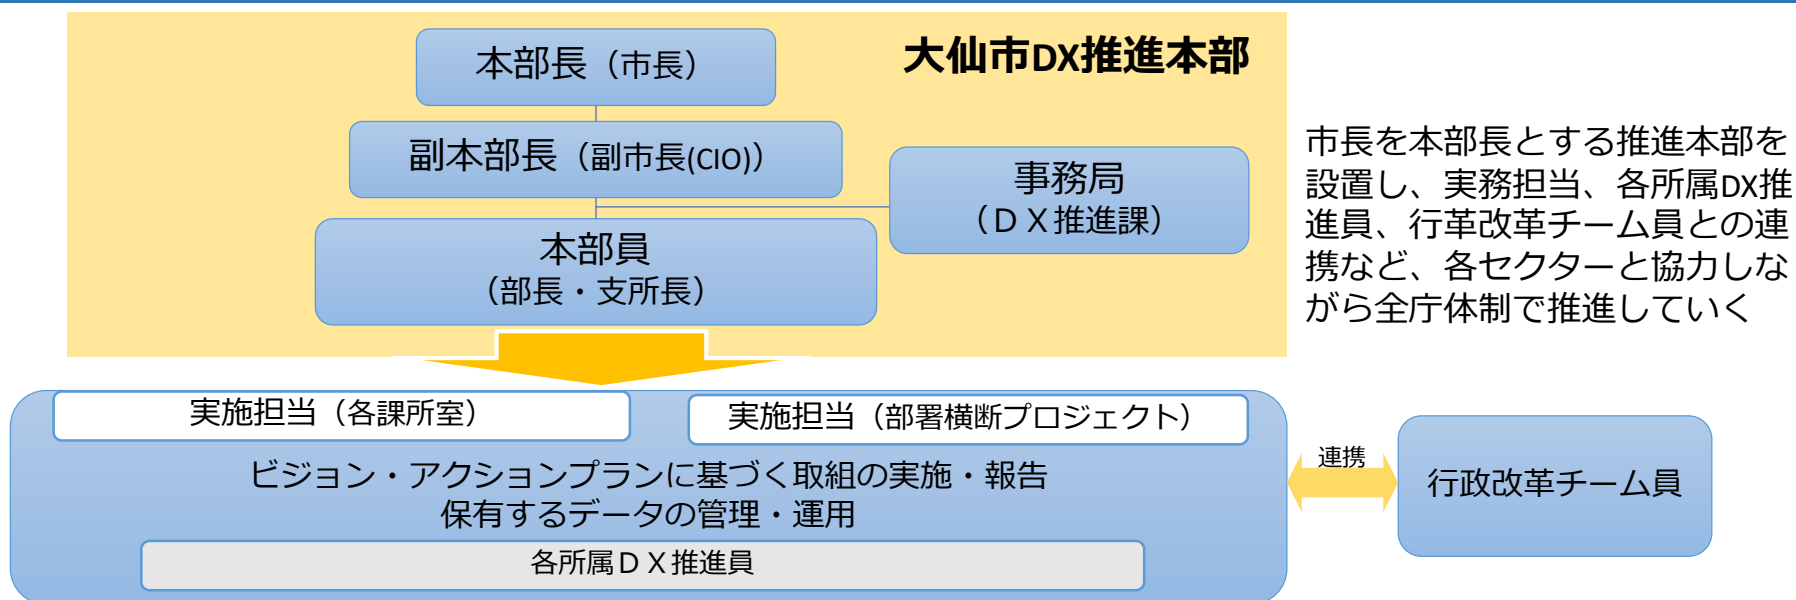 大仙市DX推進本部
本部長（市長）
副本部長（副市長(CIO)）
事務局
（ＤＸ推進課）
本部員
（部長・支所長）
市長を本部長とする推進本部を
設置し、実務担当、各所属DX推
進員、行革改革チーム員との連
携など、各セクターと協力しな
がら全庁体制で推進していく
実施担当（各課所室）
実施担当（部署横断プロジェクト）
ビジョン・アクションプランに基づく取組の実施・報告
保有するデータの管理・運用
各所属ＤＸ推進員
連携
行政改革チーム員